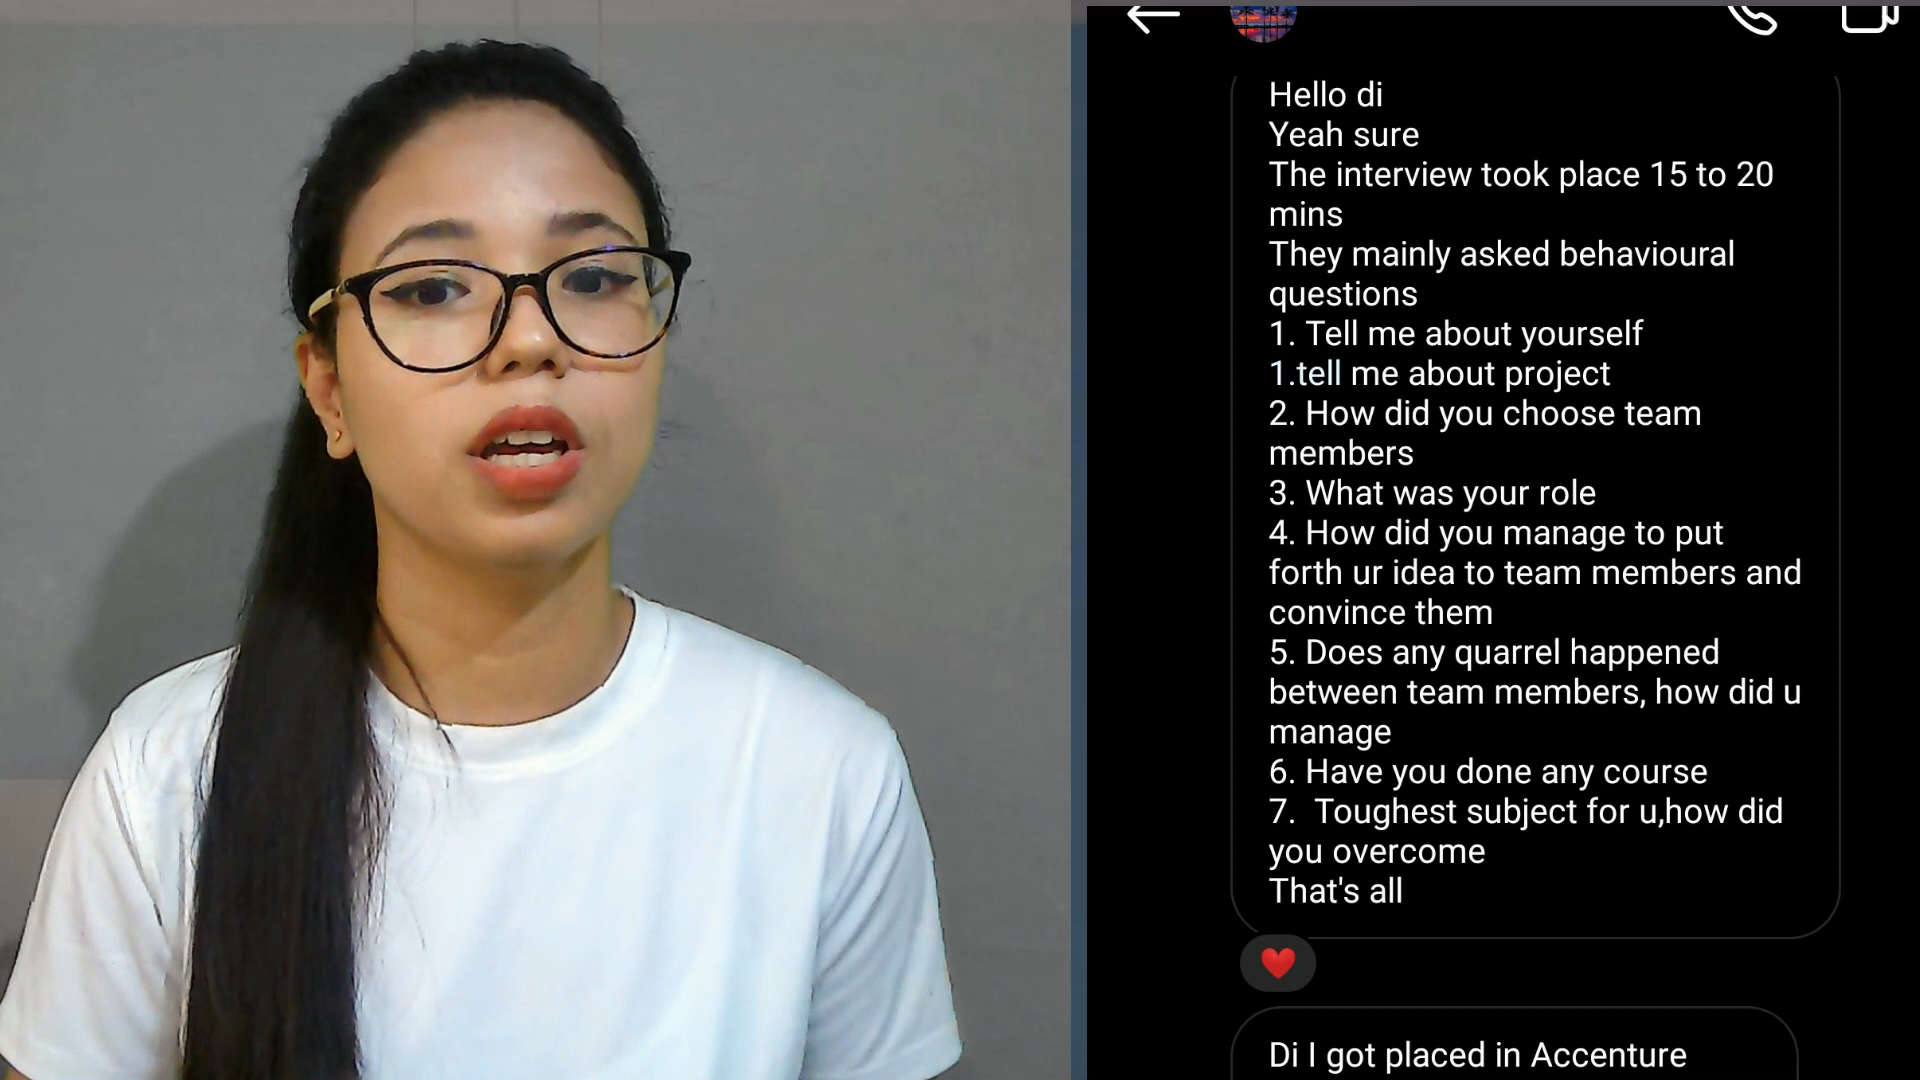 Hello di
Yeah sure
The interview took place 15 to 20
mins
They mainly asked behavioural
questions
1. Tell me about yourself
1.tell me about project
2. How did you choose team
members
3. What was your role
4. How did you manage to put
forth ur idea to team members and
convince them
5. Does any quarrel happened
between team members, how did u
manage
6. Have you done any course
7.  Toughest subject for u,how did
you overcome
That's all
Di I got placed in Accenture